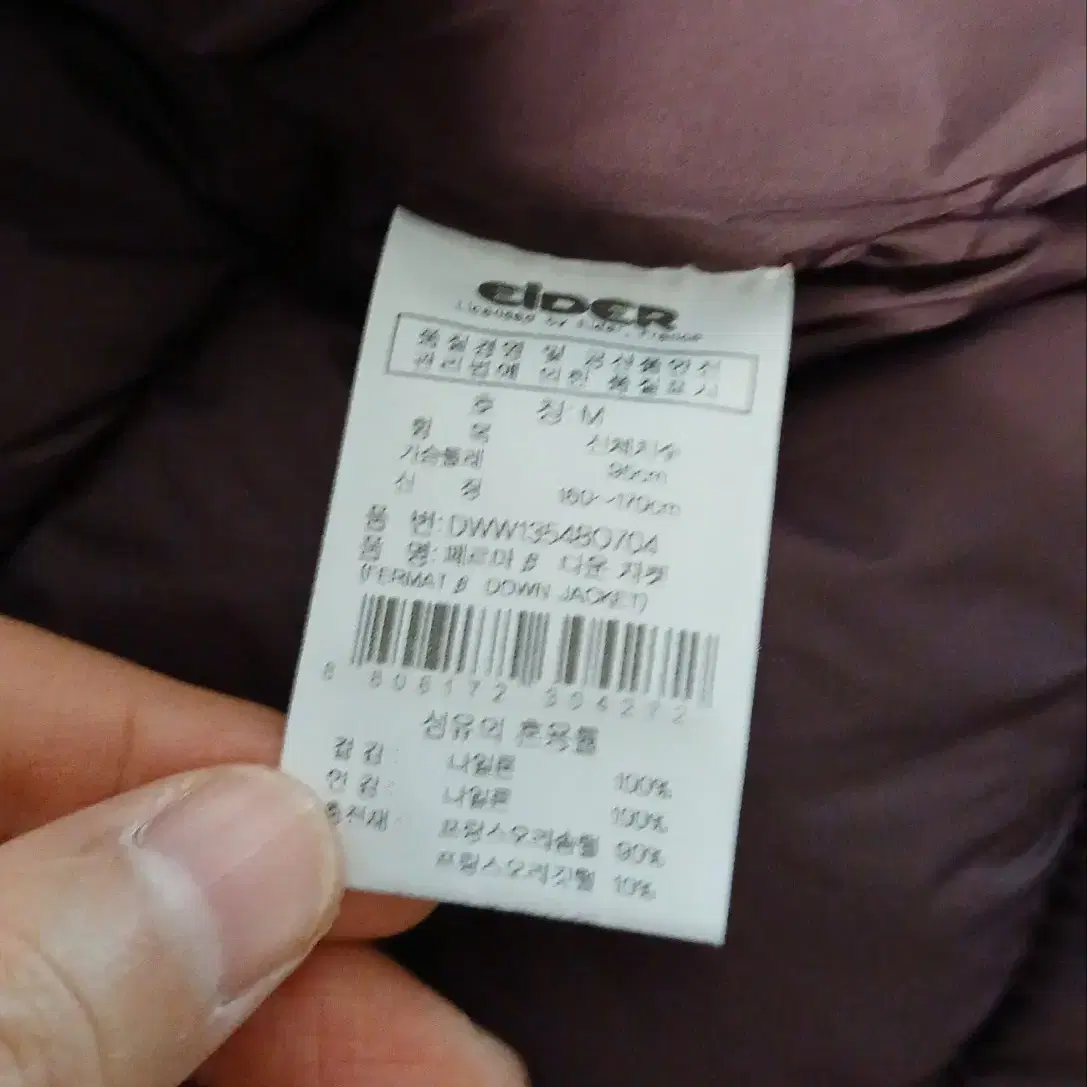 EIDER
Licensed by Eider, France
품질경영 및 공산품안전
관리법에 의한 품질표시
호 칭 : M
항 목 신체치수
가슴둘레 95cm
신 장 160~170cm
품 번: DWW13548O704
품 명: 페르마 β 다운 자켓
(FERMAT β DOWN JACKET)
8 806172 394272
섬유의 혼용률
겉 감 : 나일론 100%
안 감 : 나일론 100%
충전재 : 프랑스오리솜털 90%
프랑스오리깃털 10%